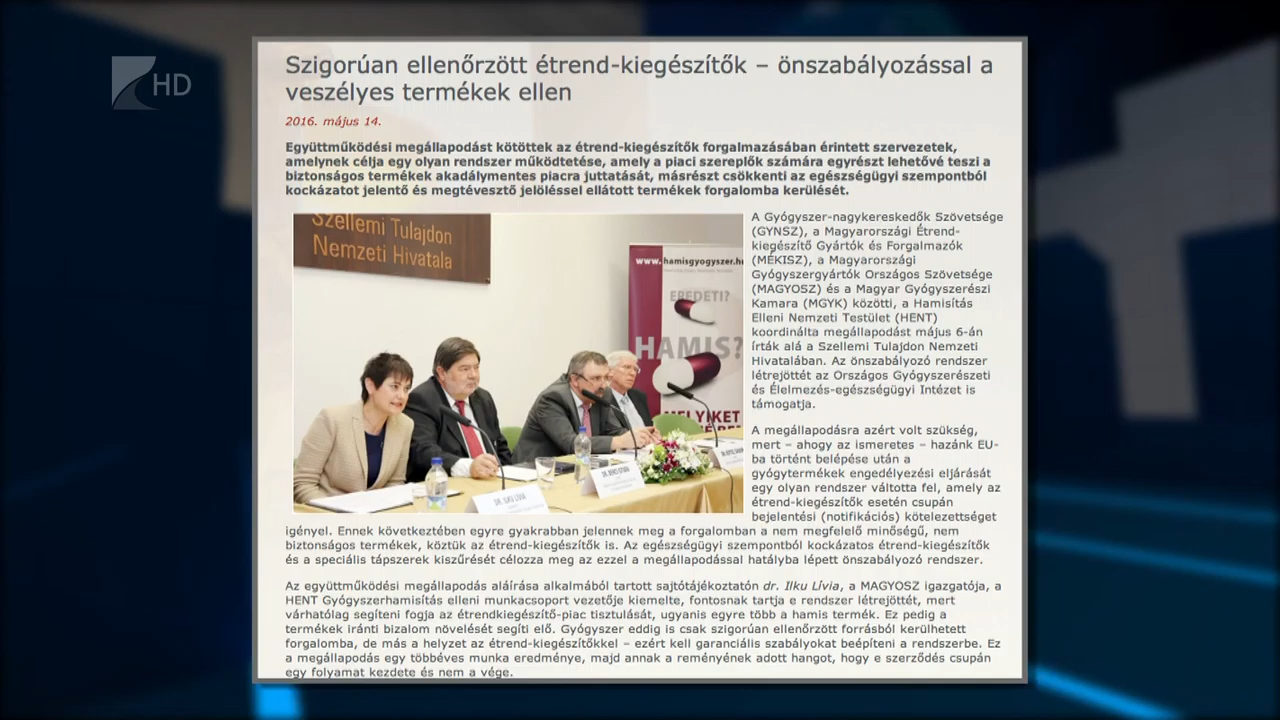 HD
Szigorúan ellenőrzött étrend-kiegészítők – önszabályozással a
veszélyes termékek ellen
2016. május 14.
Együttműködési megállapodást kötöttek az étrend-kiegészítők forgalmazásában érintett szervezetek,
amelynek célja egy olyan rendszer működtetése, amely a piaci szereplők számára egyrészt lehetővé teszi a
biztonságos termékek akadálymentes piacra juttatását, másrészt csökkenti az egészségügyi szempontból
kockázatot jelentő és megtévesztő jelöléssel ellátott termékek forgalomba kerülését.
Szellemi Tulajdon
Nemzeti Hivatala
www.hamisgyogyszer.hu
EREDETI?
HAMIS?
MELYIKET
DR. ILKU LÍVIA
DR. BENCZ ISTVÁN
A Gyógyszer-nagykereskedők Szövetsége
(GYNSZ), a Magyarországi Étrend-
kiegészítő Gyártók és Forgalmazók
(MÉKISZ), a Magyarországi
Gyógyszergyártók Országos Szövetsége
(MAGYOSZ) és a Magyar Gyógyszerészi
Kamara (MGYK) közötti, a Hamisítás
Elleni Nemzeti Testület (HENT)
koordinálta megállapodást május 6-án
írták alá a Szellemi Tulajdon Nemzeti
Hivatalában. Az önszabályozó rendszer
létrejöttét az Országos Gyógyszerészeti
és Élelmezés-egészségügyi Intézet is
támogatja.
A megállapodásra azért volt szükség,
mert – ahogy az ismeretes – hazánk EU-
ba történt belépése után a
gyógytermékek engedélyezési eljárását
egy olyan rendszer váltotta fel, amely az
étrend-kiegészítők esetén csupán
bejelentési (notifikációs) kötelezettséget
igényel. Ennek következtében egyre gyakrabban jelennek meg a forgalomban a nem megfelelő minőségű, nem
biztonságos termékek, köztük az étrend-kiegészítők is. Az egészségügyi szempontból kockázatos étrend-kiegészítők
és a speciális tápszerek kiszűrését célozza meg az ezzel a megállapodással hatályba lépett önszabályozó rendszer.
Az együttműködési megállapodás aláírása alkalmából tartott sajtótájékoztatón dr. Ilku Lívia, a MAGYOSZ igazgatója, a
HENT Gyógyszerhamisítás elleni munkacsoport vezetője kiemelte, fontosnak tartja e rendszer létrejöttét, mert
várhatólag segíteni fogja az étrendkiegészítő-piac tisztulását, ugyanis egyre több a hamis termék. Ez pedig a
termékek iránti bizalom növelését segíti elő. Gyógyszer eddig is csak szigorúan ellenőrzött forrásból kerülhetett
forgalomba, de más a helyzet az étrend-kiegészítőkkel – ezért kell garanciális szabályokat beépíteni a rendszerbe. Ez
a megállapodás egy többéves munka eredménye, majd annak a reményének adott hangot, hogy e szerződés csupán
egy folyamat kezdete és nem a vége.